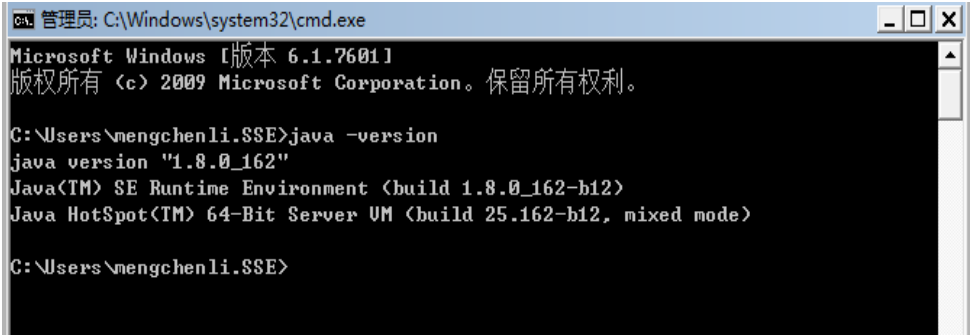 管理员: C:\Windows\system32\cmd.exe
Microsoft Windows [版本 6.1.7601]
版权所有 (c) 2009 Microsoft Corporation。保留所有权利。
C:\Users\mengchenli.SSE>java -version
java version "1.8.0_162"
Java(TM) SE Runtime Environment (build 1.8.0_162-b12)
Java HotSpot(TM) 64-Bit Server VM (build 25.162-b12, mixed mode)
C:\Users\mengchenli.SSE>